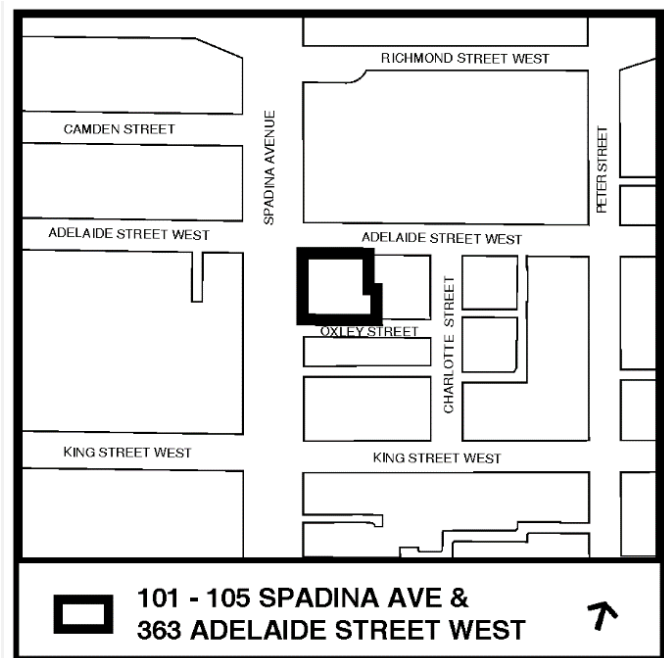 RICHMOND STREET WEST
CAMDEN STREET
SPADINA AVENUE
PETER STREET
ADELAIDE STREET WEST
ADELAIDE STREET WEST
OXLEY STREET
CHARLOTTE STREET
KING STREET WEST
KING STREET WEST
101 - 105 SPADINA AVE &
363 ADELAIDE STREET WEST